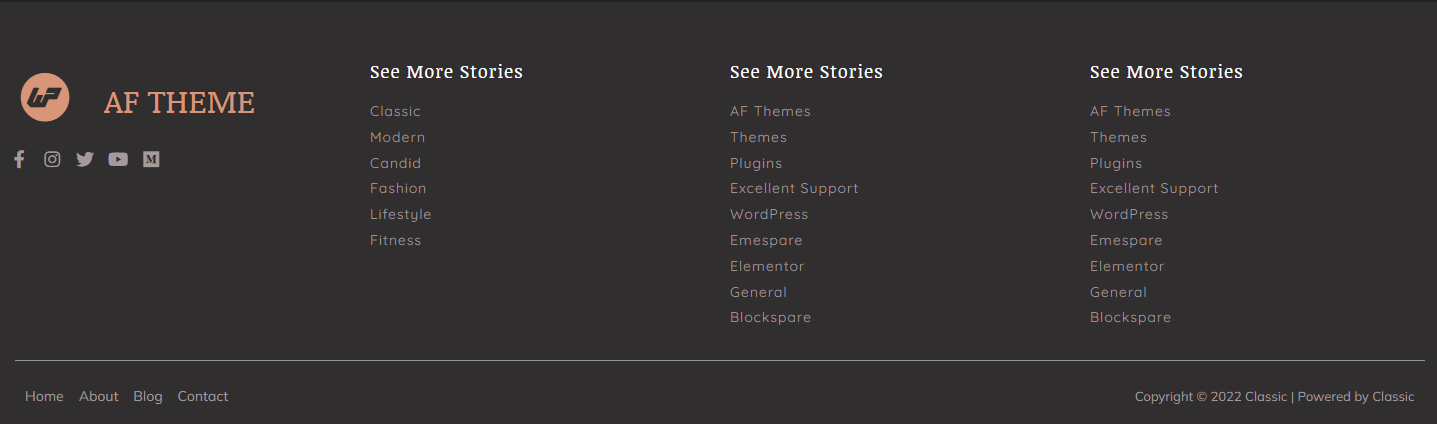 AF THEME
See More Stories
Classic
Modern
Candid
Fashion
Lifestyle
Fitness
See More Stories
AF Themes
Themes
Plugins
Excellent Support
WordPress
Emespare
Elementor
General
Blockspare
See More Stories
AF Themes
Themes
Plugins
Excellent Support
WordPress
Emespare
Elementor
General
Blockspare
Home About Blog Contact
Copyright © 2022 Classic | Powered by Classic